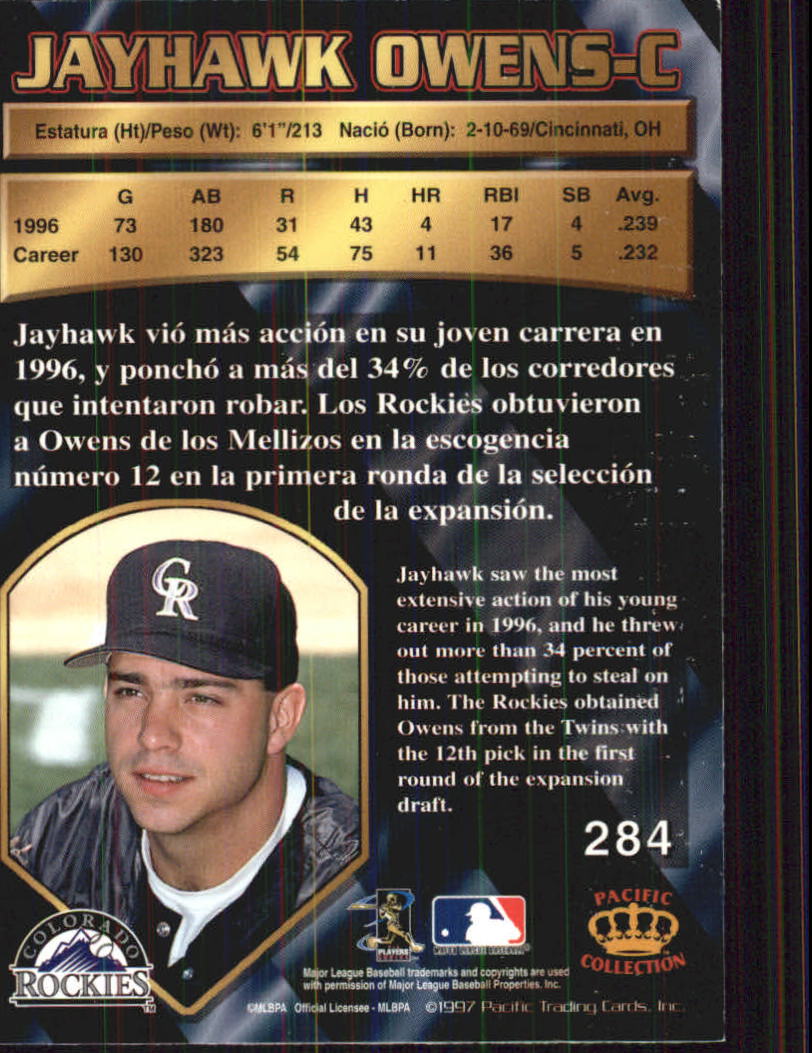 JAYHAWK OWENS-C
Estatura (Ht)/Peso (Wt): 6'1"/213 Nació (Born): 2-10-69/Cincinnati, OH
G AB R H HR RBI SB Avg.
1996 73 180 31 43 4 17 4 .239
Career 130 323 54 75 11 36 5 .232
Jayhawk vió más acción en su joven carrera en
1996, y ponchó a más del 34% de los corredores
que intentaron robar. Los Rockies obtuvieron
a Owens de los Mellizos en la escogencia
número 12 en la primera ronda de la selección
de la expansión.
CR
Jayhawk saw the most
extensive action of his young
career in 1996, and he threw
out more than 34 percent of
those attempting to steal on
him. The Rockies obtained
Owens from the Twins with
the 12th pick in the first
round of the expansion
draft.
284
COLORADO
ROCKIES
TM
PLAYERS
CHOICE
MAJOR LEAGUE BASEBALL
PACIFIC
COLLECTION
Major League Baseball trademarks and copyrights are used
with permission of Major League Baseball Properties, Inc.
©MLBPA Official Licensee - MLBPA ©1997 Pacific Trading Cards, Inc.